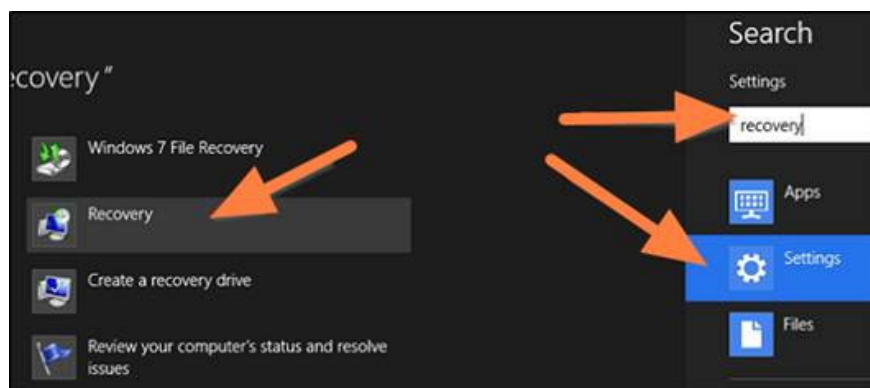 ecovery"
Windows 7 File Recovery
Recovery
Create a recovery drive
Review your computer's status and resolve
issues
Search
Settings
recovery
Apps
Settings
Files